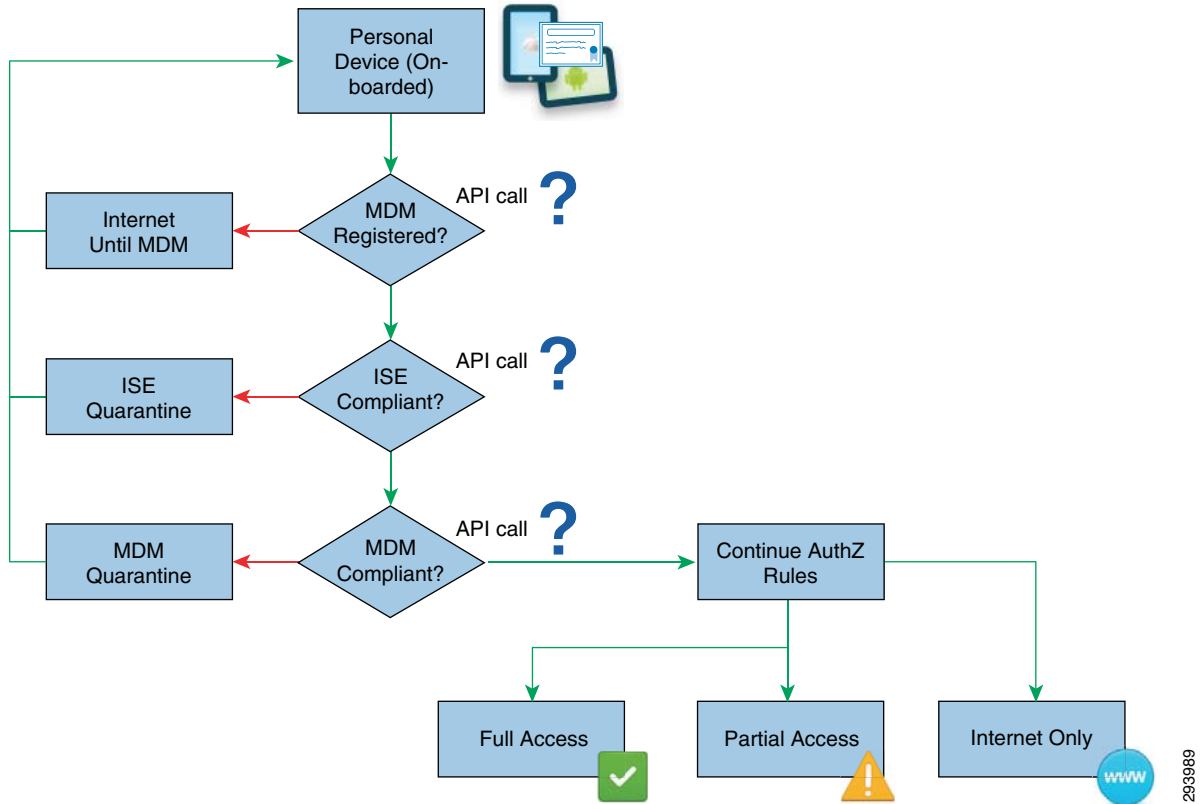 Personal
Device (On-
boarded)
API call ?
MDM
Registered?
Internet
Until MDM
API call ?
ISE
Compliant?
ISE
Quarantine
API call ?
MDM
Compliant?
MDM
Quarantine
Continue AuthZ
Rules
Full Access
Partial Access
Internet Only
www
293989